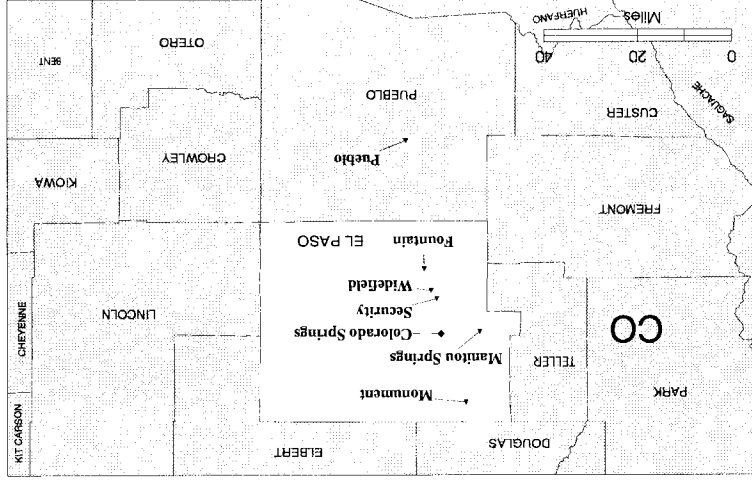 KIT CARSON
ELBERT
DOUGLAS
PARK
TELLER
CO
Monument
Manitou Springs
Colorado Springs
Security
Widefield
Fountain
EL PASO
LINCOLN
CHEYENNE
FREMONT
KIOWA
CROWLEY
Pueblo
PUEBLO
CUSTER
SAGUACHE
BENT
OTERO
HUERFANO
0 20 40
Miles